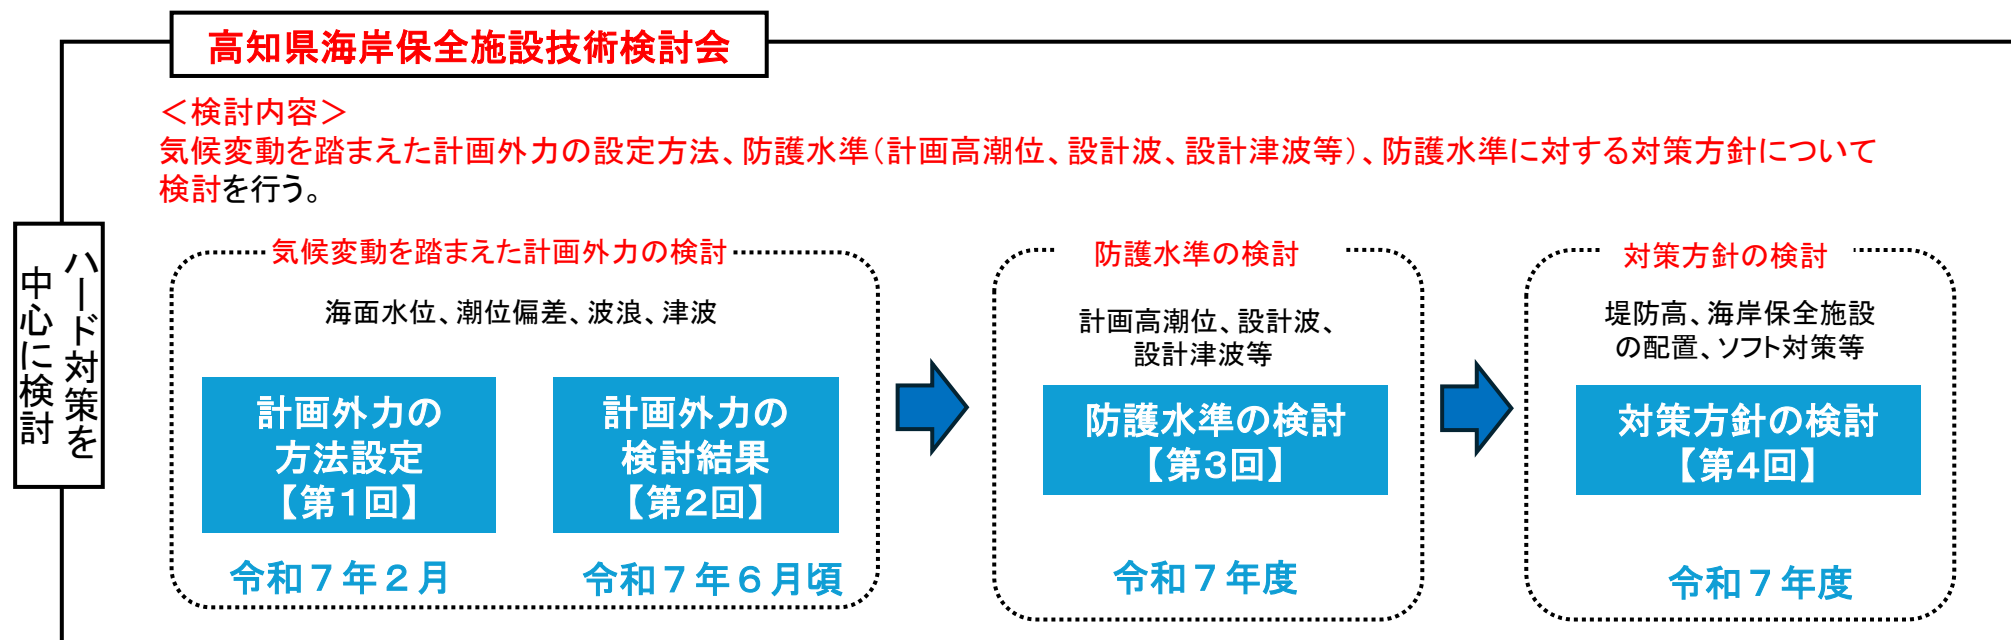 高知県海岸保全施設技術検討会
＜検討内容＞
気候変動を踏まえた計画外力の設定方法、防護水準（計画高潮位、設計波、設計津波等）、防護水準に対する対策方針について
検討を行う。
ハード対策を
中心に検討
気候変動を踏まえた計画外力の検討
海面水位、潮位偏差、波浪、津波
計画外力の
方法設定
【第１回】
令和７年２月
計画外力の
検討結果
【第２回】
令和７年６月頃
防護水準の検討
計画高潮位、設計波、
設計津波等
防護水準の検討
【第３回】
令和７年度
対策方針の検討
堤防高、海岸保全施設
の配置、ソフト対策等
対策方針の検討
【第４回】
令和７年度